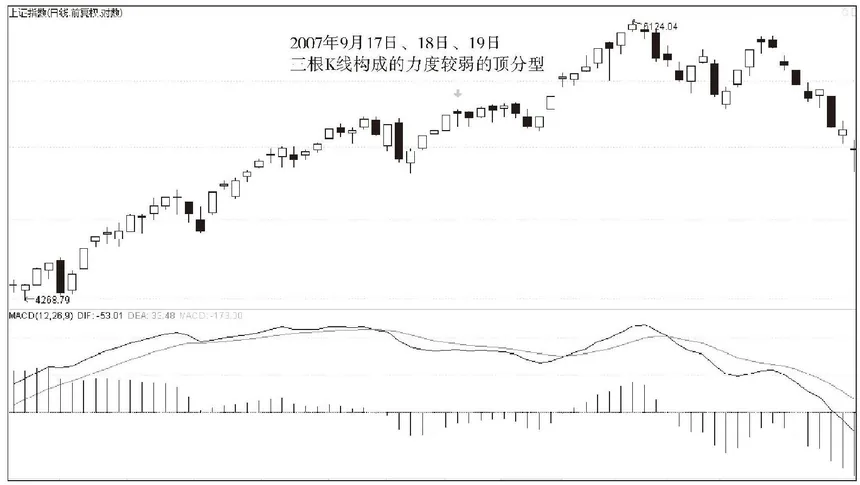 上证指数(日线.前复权.对数)
6124.04
2007年9月17日、18日、19日
三根K线构成的力度较弱的顶分型
4268.79
MACD(12,26,9) DIF: -53.01 DEA: 33.48 MACD: -173.00